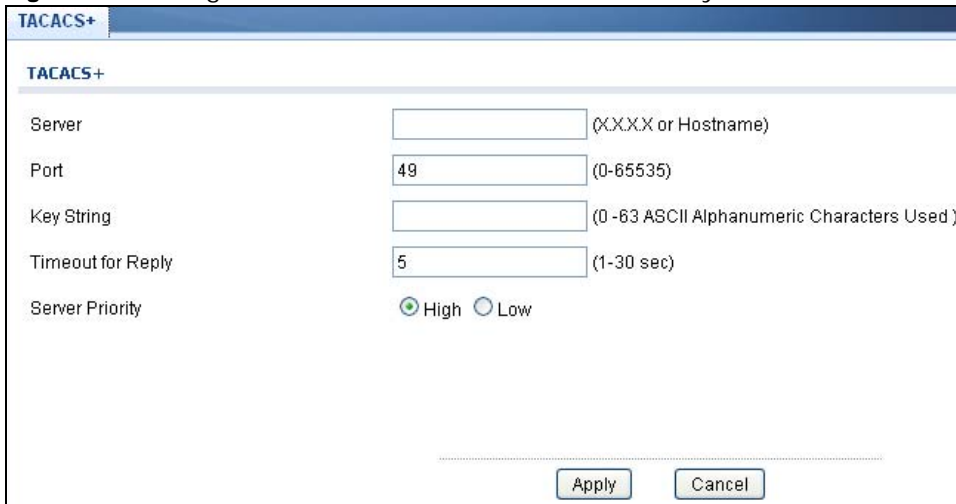 TACACS+
TACACS+
Server (X.X.X.X or Hostname)
Port 49 (0-65535)
Key String (0 -63 ASCII Alphanumeric Characters Used )
Timeout for Reply 5 (1-30 sec)
Server Priority High Low
Apply Cancel